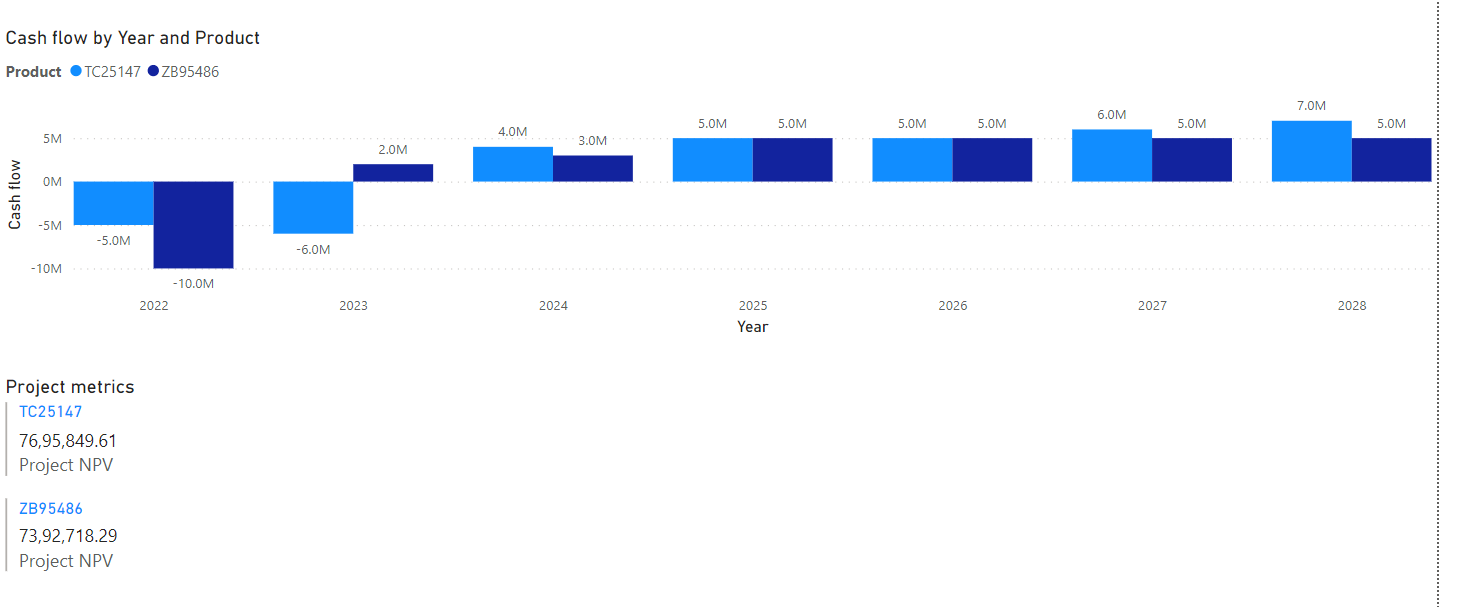 Cash flow by Year and Product
Product TC25147 ZB95486
7.0M
6.0M
5.0M 5.0M 5.0M 5.0M 5.0M 5.0M
4.0M
5M
3.0M
2.0M
0M
Cash flow
-5M
-5.0M
-6.0M
-10M
-10.0M
2022 2023 2024 2025 2026 2027 2028
Year
Project metrics
TC25147
76,95,849.61
Project NPV
ZB95486
73,92,718.29
Project NPV